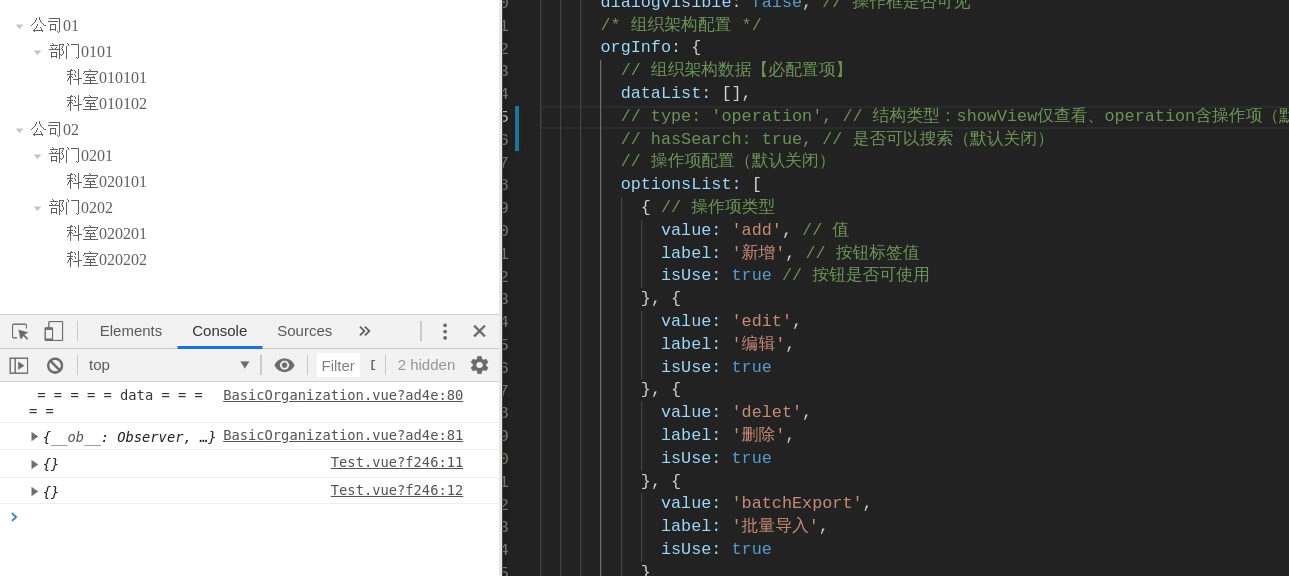 公司01
部门0101
科室010101
科室010102
公司02
部门0201
科室020101
部门0202
科室020201
科室020202
Elements Console Sources »
top Filter 2 hidden
= = = = = data = = = = = BasicOrganization.vue?ad4e:80
{__ob__: Observer, …} BasicOrganization.vue?ad4e:81
{} Test.vue?f246:11
{} Test.vue?f246:12
dialogVisible: false, // 操作框是否可见
/* 组织架构配置 */
orgInfo: {
// 组织架构数据【必配置项】
dataList: [],
// type: 'operation', // 结构类型：showView仅查看、operation含操作项（默
// hasSearch: true, // 是否可以搜索（默认关闭）
// 操作项配置（默认关闭）
optionsList: [
{ // 操作项类型
value: 'add', // 值
label: '新增', // 按钮标签值
isUse: true // 按钮是否可使用
}, {
value: 'edit',
label: '编辑',
isUse: true
}, {
value: 'delet',
label: '删除',
isUse: true
}, {
value: 'batchExport',
label: '批量导入',
isUse: true
}